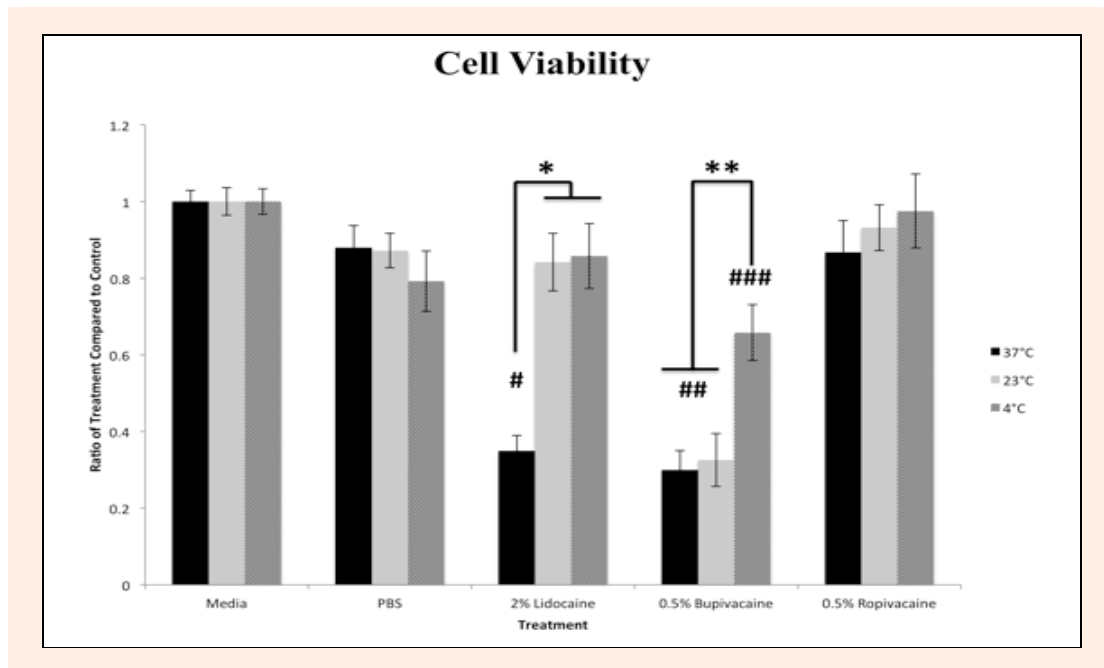 Cell Viability
1.2
1
0.8
0.6
0.4
0.2
0
Ratio of Treatment Compared to Control
*
**
#
##
###
37°C
23°C
4°C
Media PBS 2% Lidocaine 0.5% Bupivacaine 0.5% Ropivacaine
Treatment